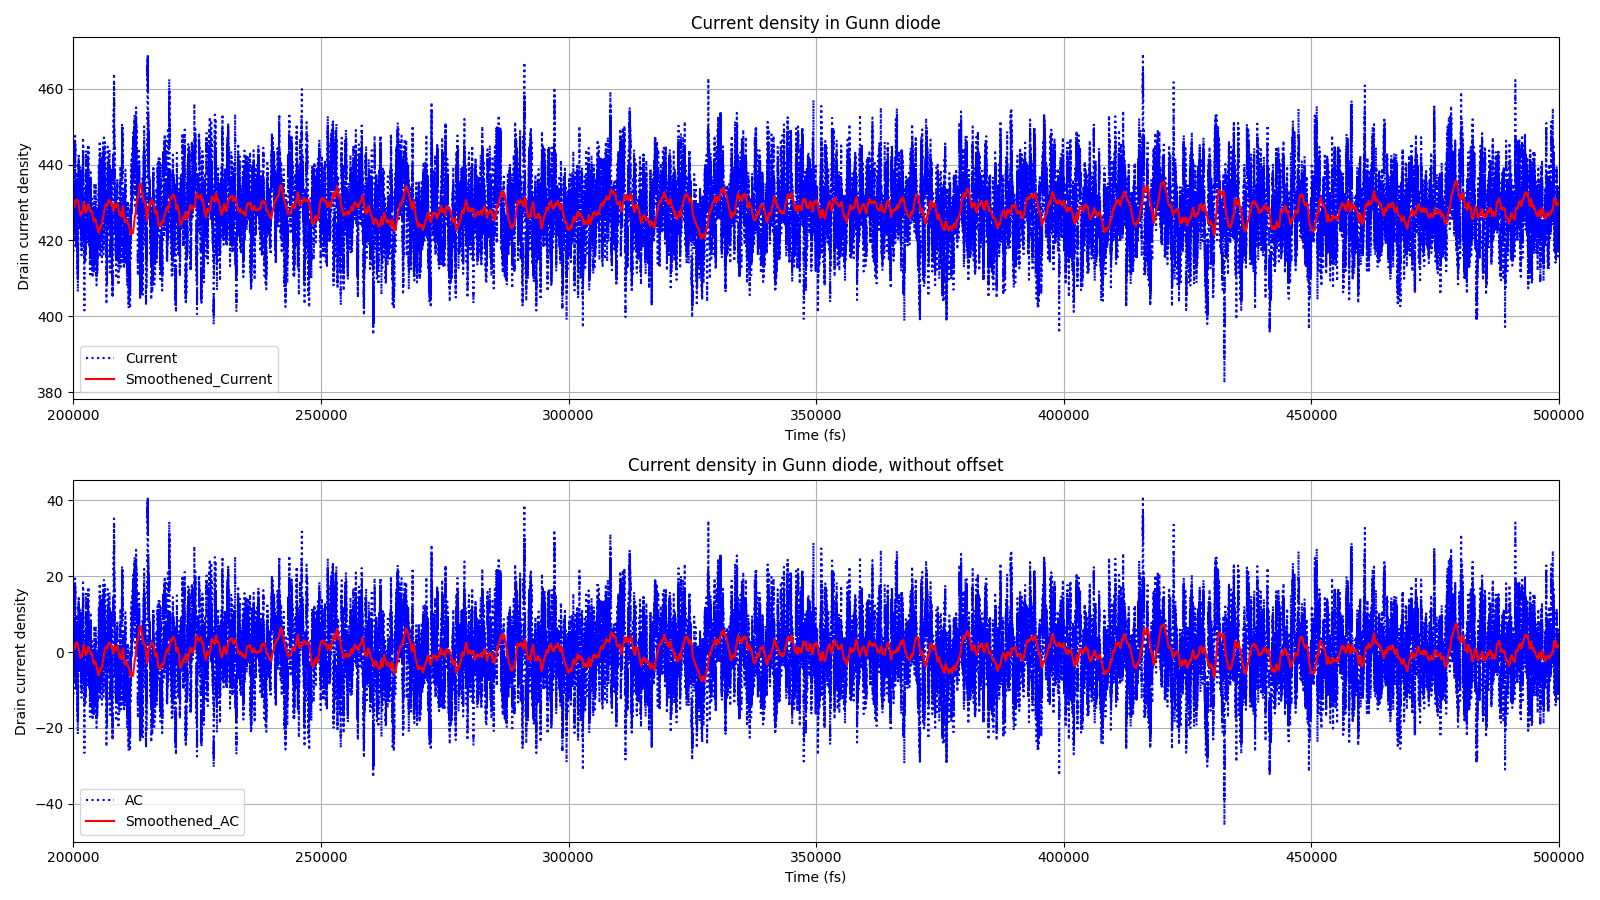 Current density in Gunn diode
Drain current density
460
440
420
400
380
Current
Smoothened_Current
200000 250000 300000 350000 400000 450000 500000
Time (fs)
Current density in Gunn diode, without offset
Drain current density
40
20
0
−20
−40
AC
Smoothened_AC
200000 250000 300000 350000 400000 450000 500000
Time (fs)